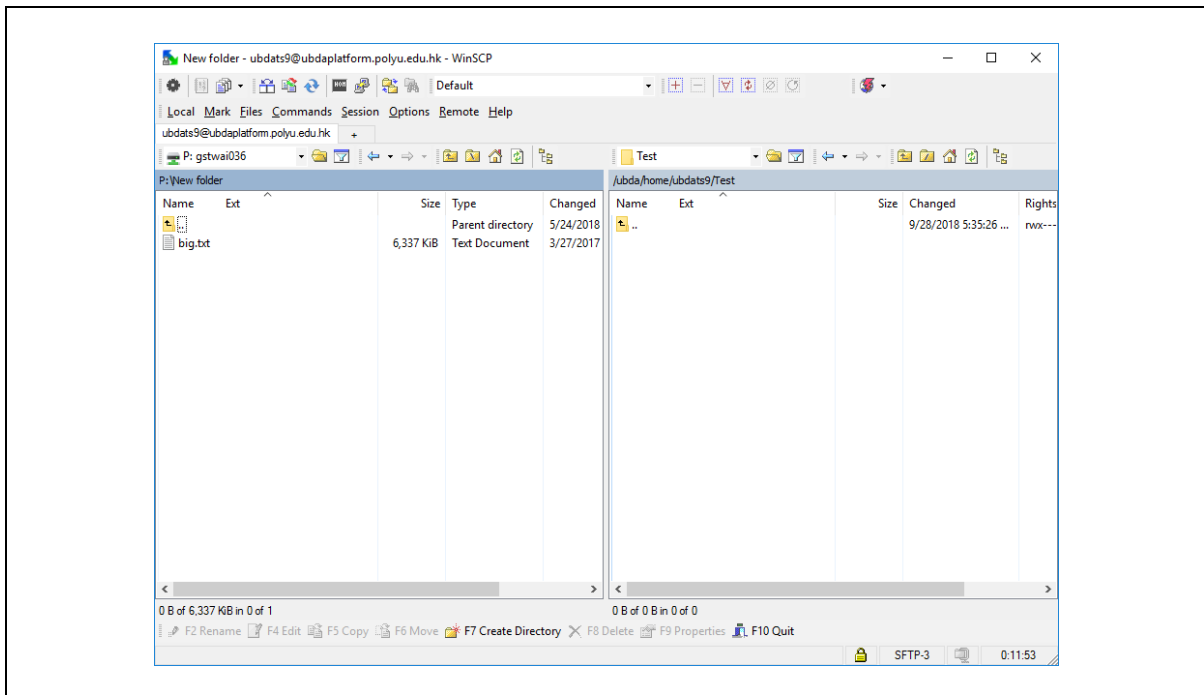 New folder - ubdats9@ubdaplatform.polyu.edu.hk - WinSCP
Default
Local Mark Files Commands Session Options Remote Help
ubdats9@ubdaplatform.polyu.edu.hk +
P: gstwai036 Test
P:\New folder /ubda/home/ubdats9/Test
Name Ext Size Type Changed Name Ext Size Changed Rights
.. Parent directory 5/24/2018 .. 9/28/2018 5:35:26 ... rwx---
big.txt 6,337 KiB Text Document 3/27/2017
0 B of 6,337 KiB in 0 of 1 0 B of 0 B in 0 of 0
F2 Rename F4 Edit F5 Copy F6 Move F7 Create Directory F8 Delete F9 Properties F10 Quit
SFTP-3 0:11:53